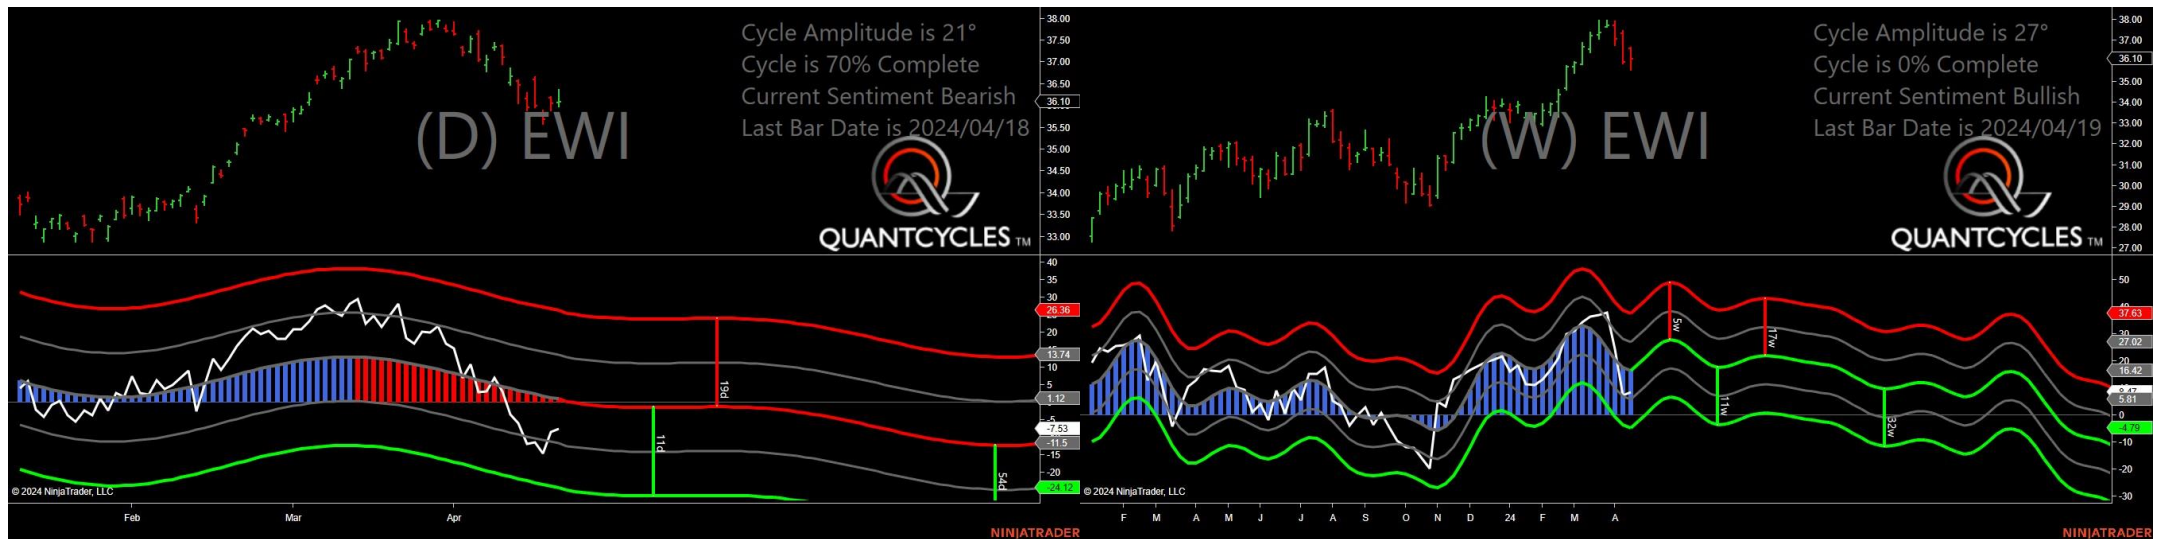 Cycle Amplitude is 21°
Cycle is 70% Complete
Current Sentiment Bearish
Last Bar Date is 2024/04/18
(D) EWI
QUANTCYCLES TM
38.00
37.50
37.00
36.50
36.10
35.50
35.00
34.50
34.00
33.50
33.00
40
35
30
26.36
20
13.74
10
5
1.12
-5
-7.53
-11.5
-15
-20
-24.12
19d
11d
54d
© 2024 NinjaTrader, LLC
Feb Mar Apr
NINJATRADER
Cycle Amplitude is 27°
Cycle is 0% Complete
Current Sentiment Bullish
Last Bar Date is 2024/04/19
(W) EWI
QUANTCYCLES TM
38.00
37.00
36.10
35.00
34.00
33.00
32.00
31.00
30.00
29.00
28.00
27.00
50
37.63
27.02
20
16.42
5.81
0
-4.79
-10
-20
-30
5w
17w
11w
32w
© 2024 NinjaTrader, LLC
F M A M J J A S O N D 24 F M A
NINJATRADER